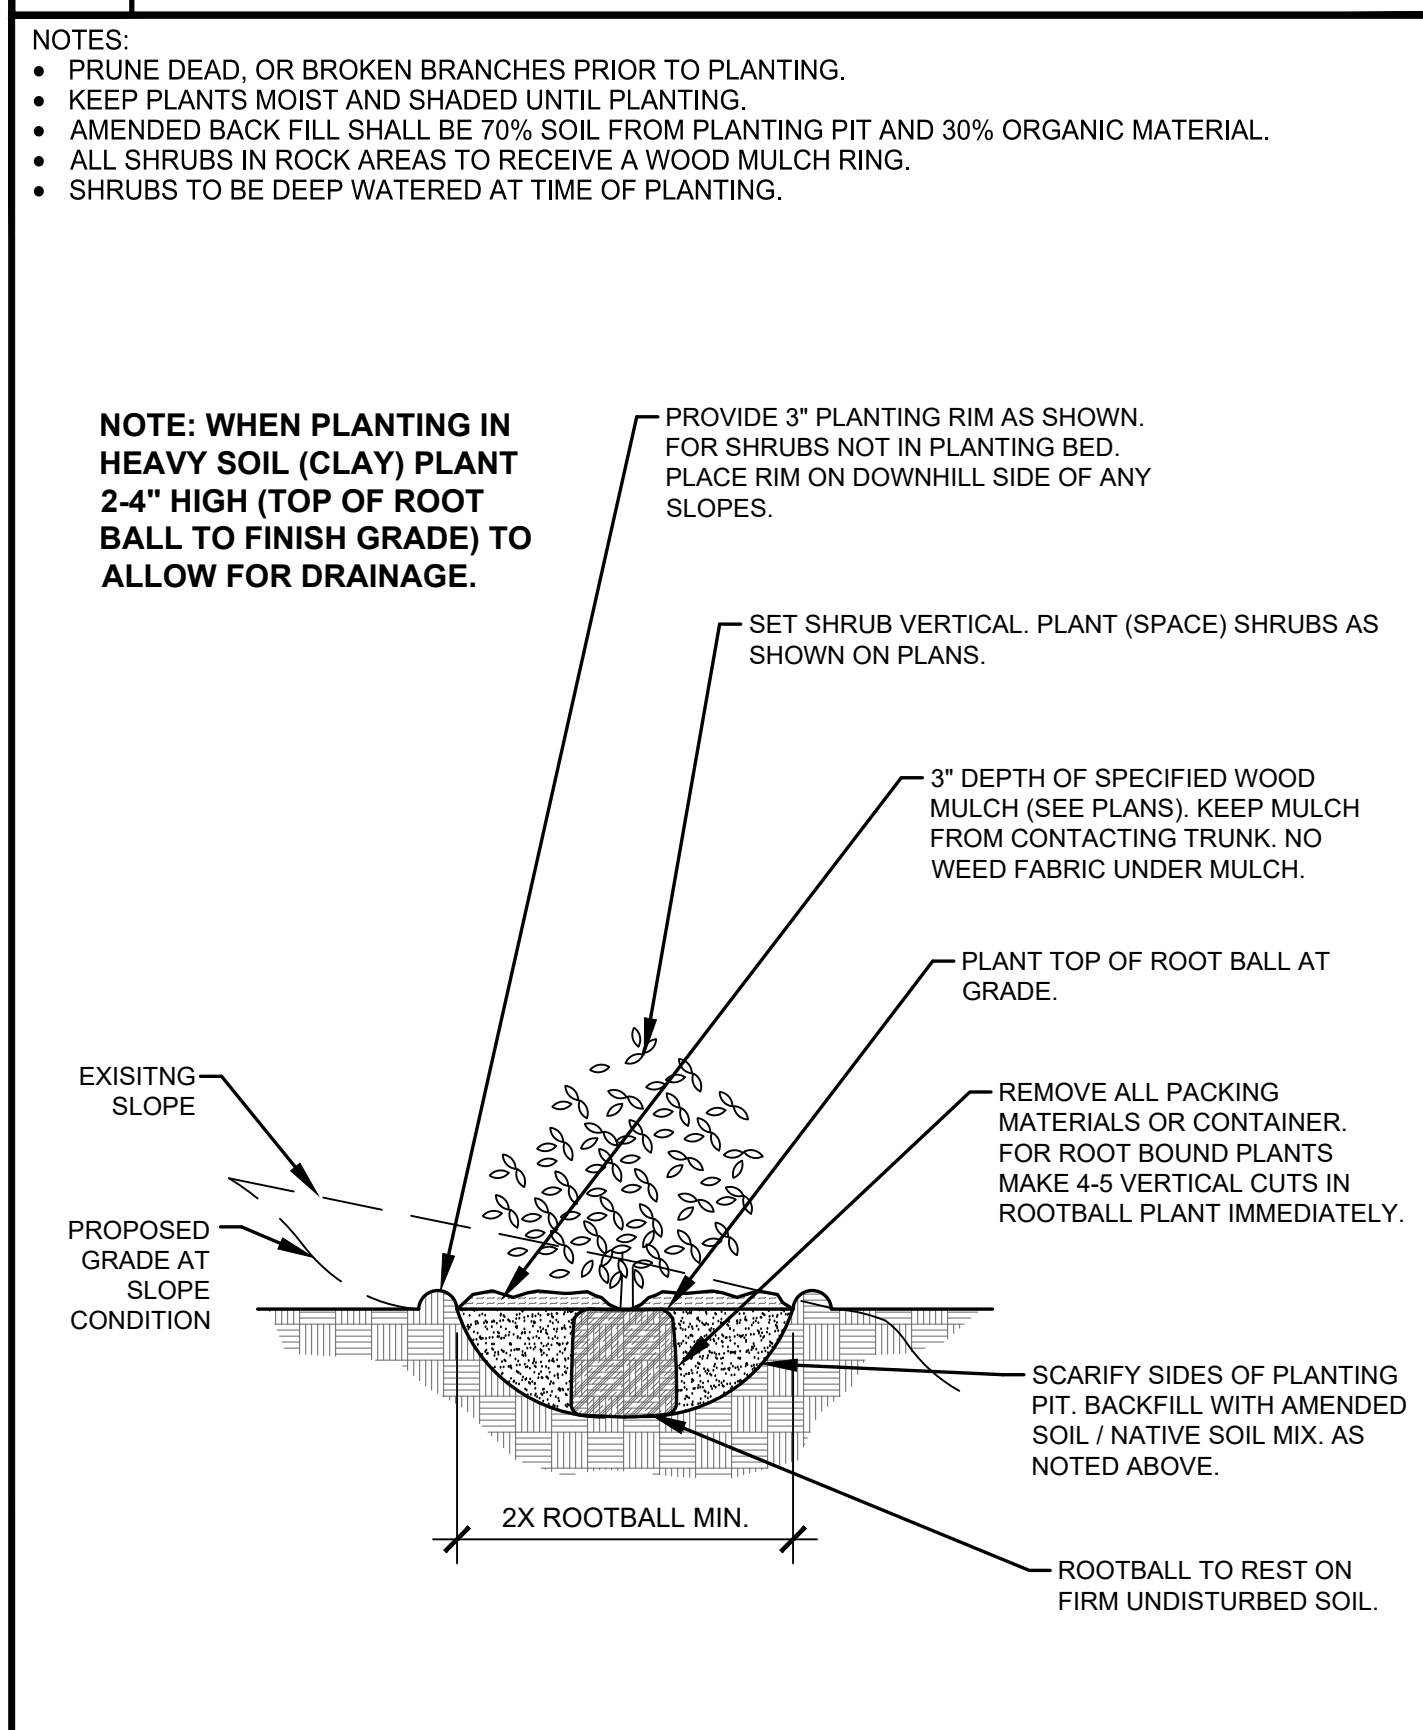 NOTES:
• PRUNE DEAD, OR BROKEN BRANCHES PRIOR TO PLANTING.
• KEEP PLANTS MOIST AND SHADED UNTIL PLANTING.
• AMENDED BACK FILL SHALL BE 70% SOIL FROM PLANTING PIT AND 30% ORGANIC MATERIAL.
• ALL SHRUBS IN ROCK AREAS TO RECEIVE A WOOD MULCH RING.
• SHRUBS TO BE DEEP WATERED AT TIME OF PLANTING.
NOTE: WHEN PLANTING IN
HEAVY SOIL (CLAY) PLANT
2-4" HIGH (TOP OF ROOT
BALL TO FINISH GRADE) TO
ALLOW FOR DRAINAGE.
PROVIDE 3" PLANTING RIM AS SHOWN.
FOR SHRUBS NOT IN PLANTING BED.
PLACE RIM ON DOWNHILL SIDE OF ANY
SLOPES.
SET SHRUB VERTICAL. PLANT (SPACE) SHRUBS AS
SHOWN ON PLANS.
3" DEPTH OF SPECIFIED WOOD
MULCH (SEE PLANS). KEEP MULCH
FROM CONTACTING TRUNK. NO
WEED FABRIC UNDER MULCH.
PLANT TOP OF ROOT BALL AT
GRADE.
EXISITNG
SLOPE
REMOVE ALL PACKING
MATERIALS OR CONTAINER.
FOR ROOT BOUND PLANTS
MAKE 4-5 VERTICAL CUTS IN
ROOTBALL PLANT IMMEDIATELY.
PROPOSED
GRADE AT
SLOPE
CONDITION
SCARIFY SIDES OF PLANTING
PIT. BACKFILL WITH AMENDED
SOIL / NATIVE SOIL MIX. AS
NOTED ABOVE.
2X ROOTBALL MIN.
ROOTBALL TO REST ON
FIRM UNDISTURBED SOIL.